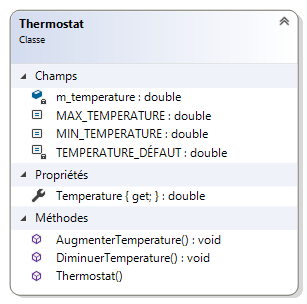 Thermostat
Classe
Champs
m_temperature : double
MAX_TEMPERATURE : double
MIN_TEMPERATURE : double
TEMPERATURE_DÉFAUT : double
Propriétés
Temperature { get; } : double
Méthodes
AugmenterTemperature() : void
DiminuerTemperature() : void
Thermostat()